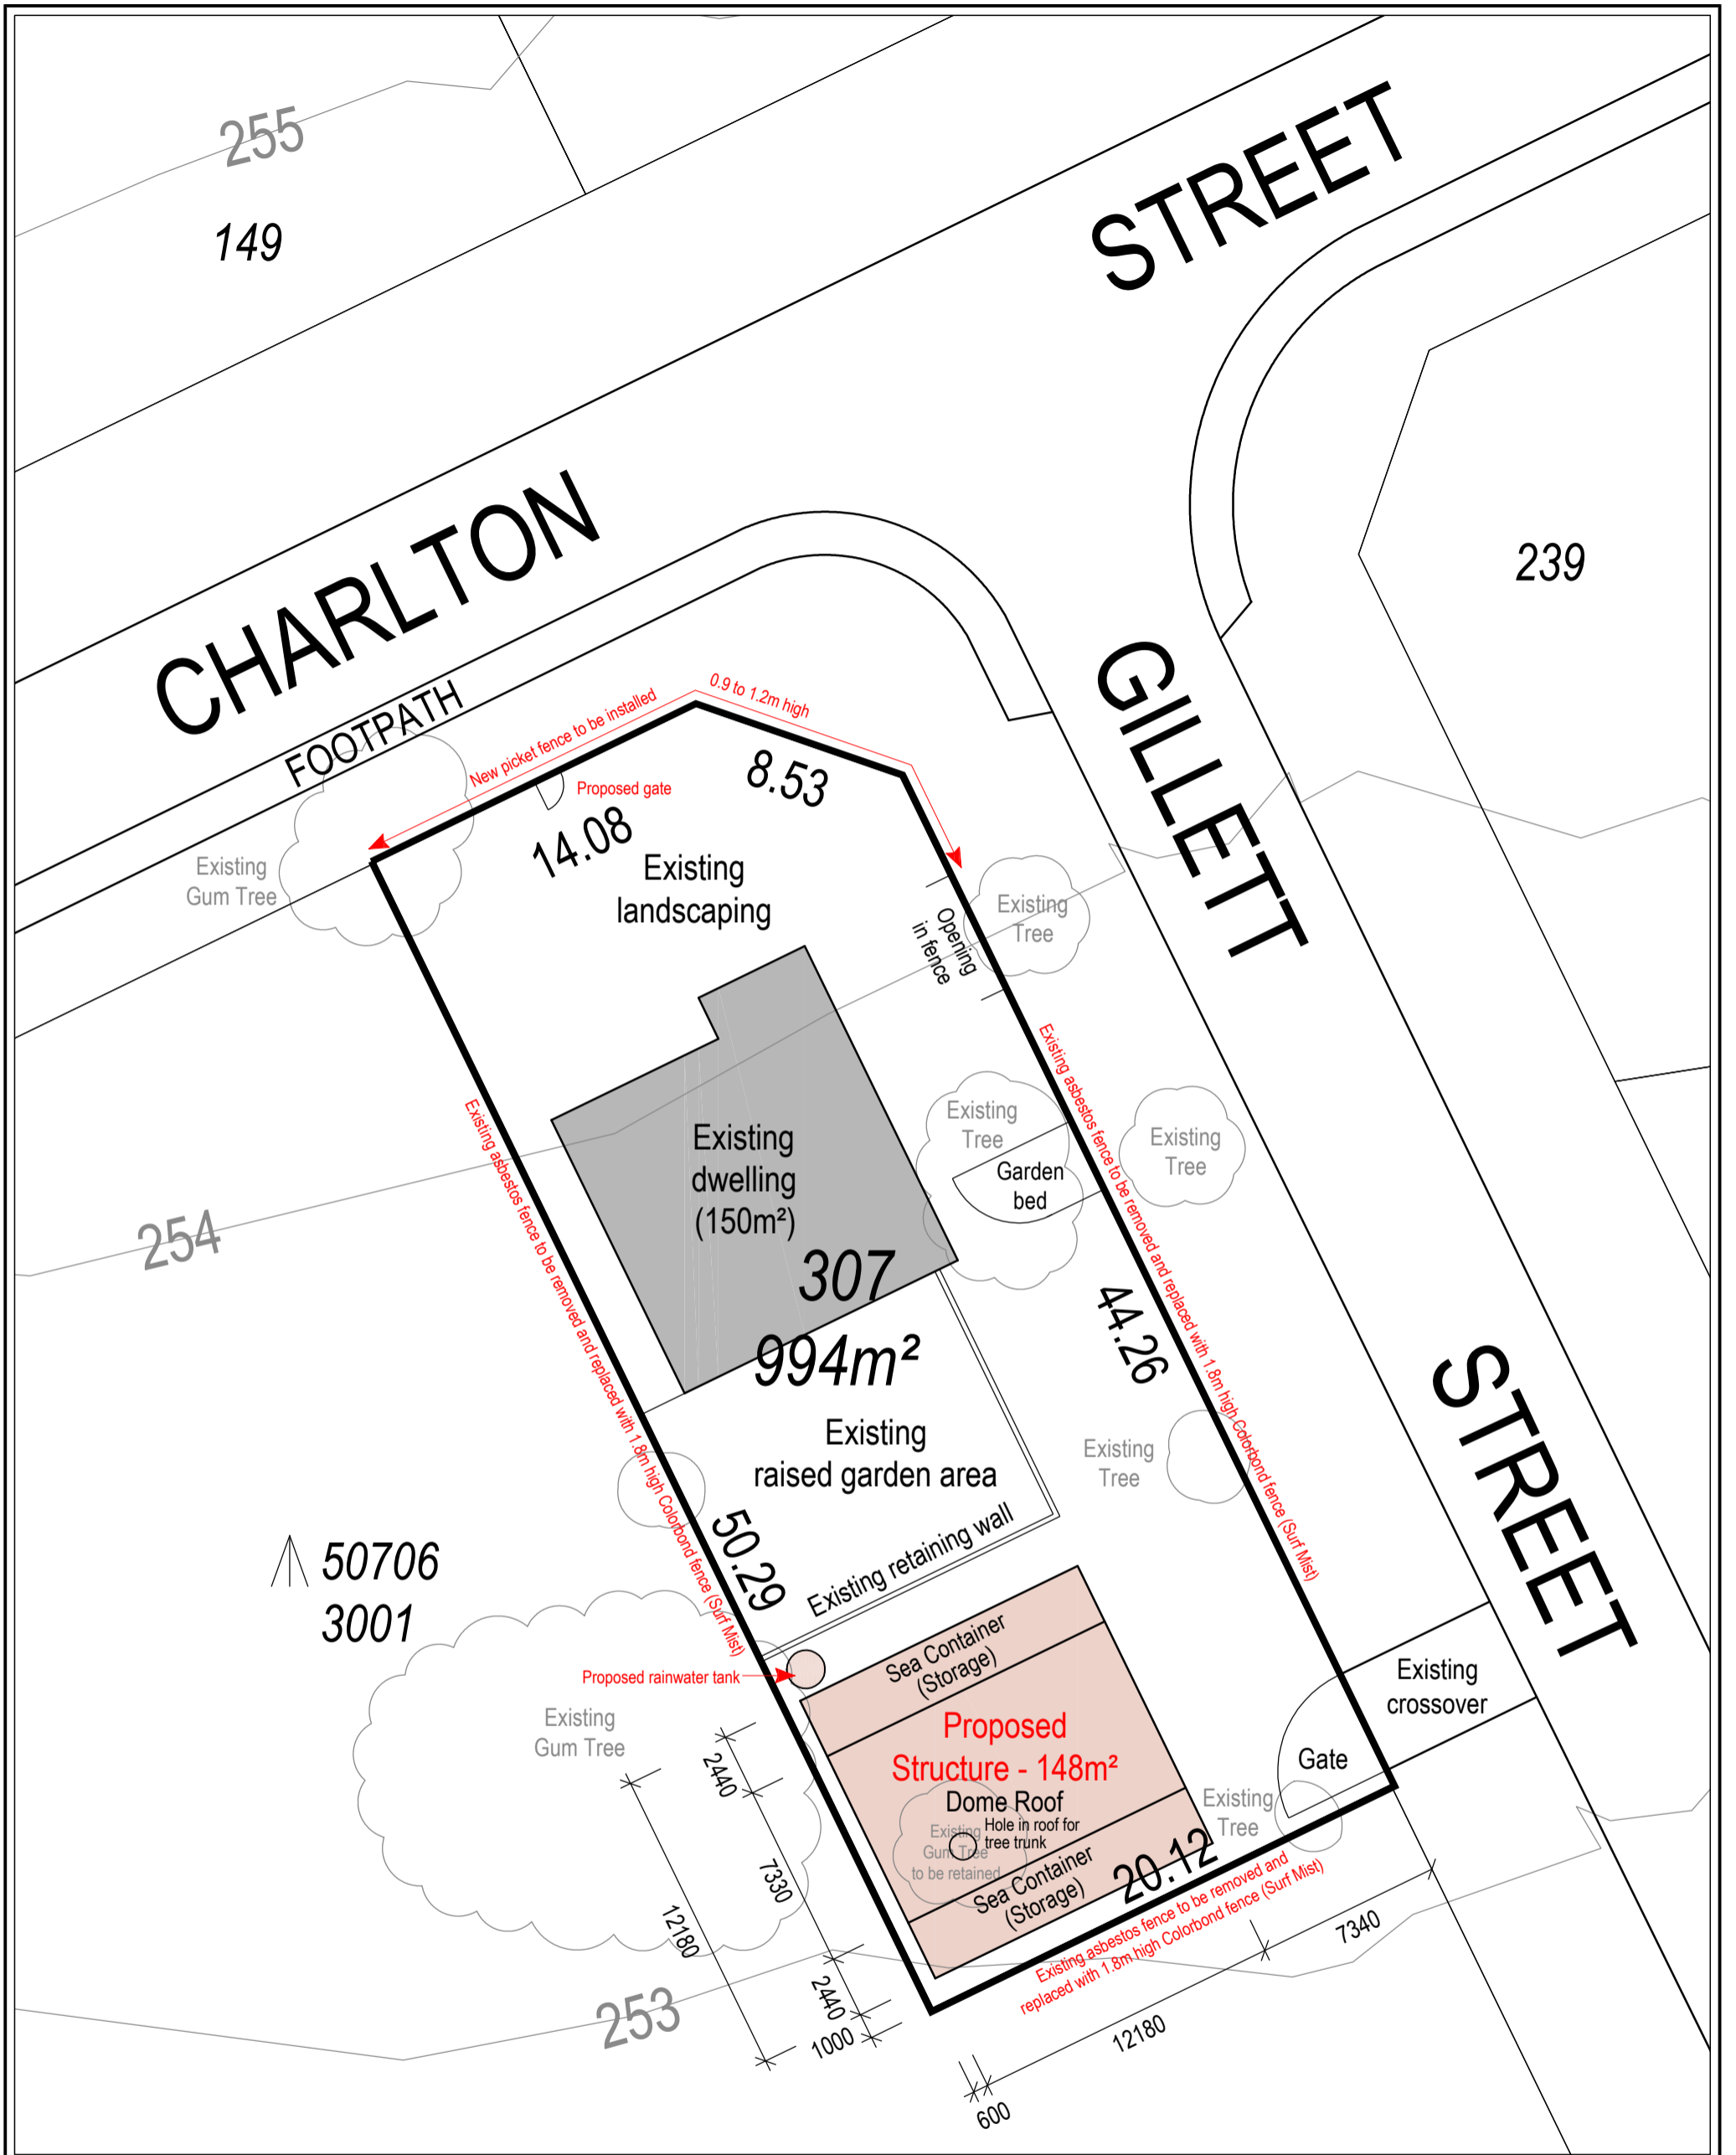 255
149
STREET
CHARLTON
239
GILLETT
FOOTPATH
New picket fence to be installed
0.9 to 1.2m high
Proposed gate
8.53
14.08
Existing
Gum Tree
Existing
landscaping
Existing
Tree
Opening
in fence
Existing asbestos fence to be removed and replaced with 1.8m high Colorbond fence (Surf Mist)
Existing asbestos fence to be removed and replaced with 1.8m high Colorbond fence (Surf Mist)
Existing
Tree
Garden
bed
Existing
Tree
Existing
dwelling
(150m²)
254
307
994m²
44.26
STREET
Existing
raised garden area
Existing
Tree
50.29
Existing retaining wall
50706
3001
Sea Container
(Storage)
Proposed rainwater tank
Existing
crossover
Existing
Gum Tree
Proposed
Structure - 148m²
Dome Roof
Hole in roof for
tree trunk
Existing
Gum Tree
to be retained
Gate
Existing
Tree
Sea Container
(Storage)
20.12
Existing asbestos fence to be removed and
replaced with 1.8m high Colorbond fence (Surf Mist)
2440
7330
12180
2440
1000
253
7340
12180
600